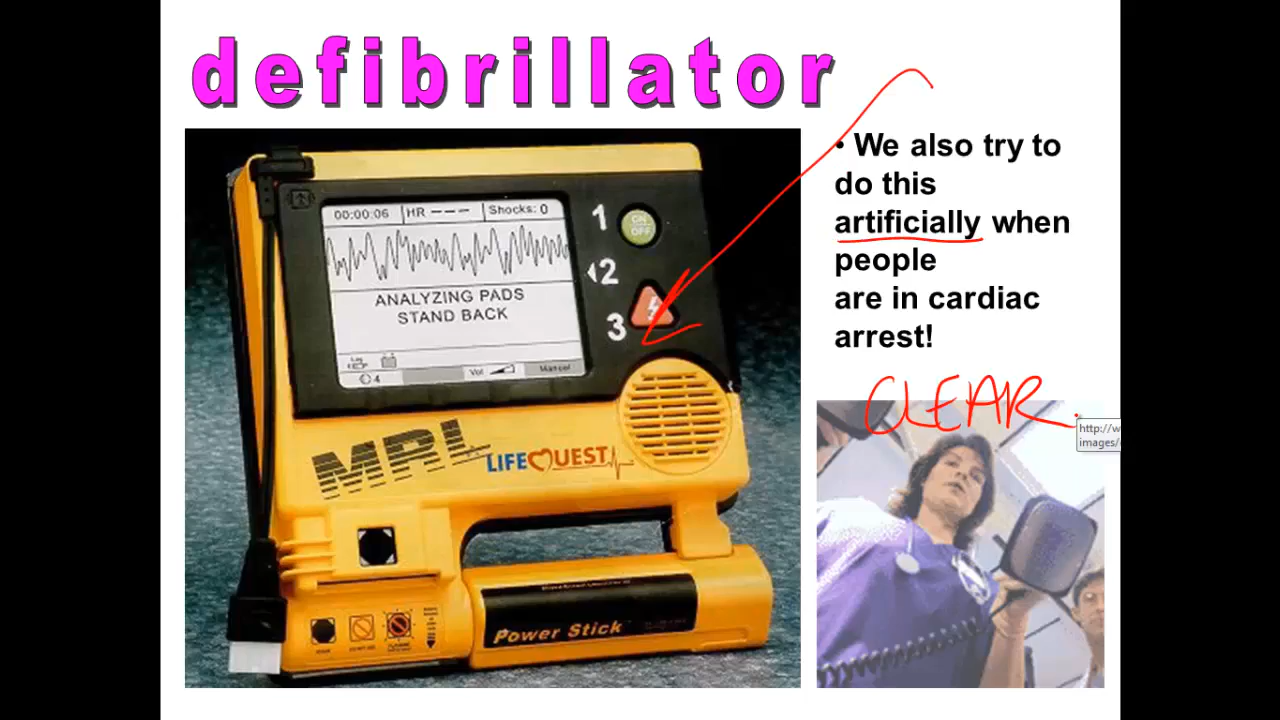 defibrillator
• We also try to
do this
artificially when
people
are in cardiac
arrest!
CLEAR
00:00:06 HR --- Shocks: 0
ANALYZING PADS
STAND BACK
4 Vol Manual
1 ON OFF
2
3
MRL LIFEQUEST
Power Stick
http://w
images/